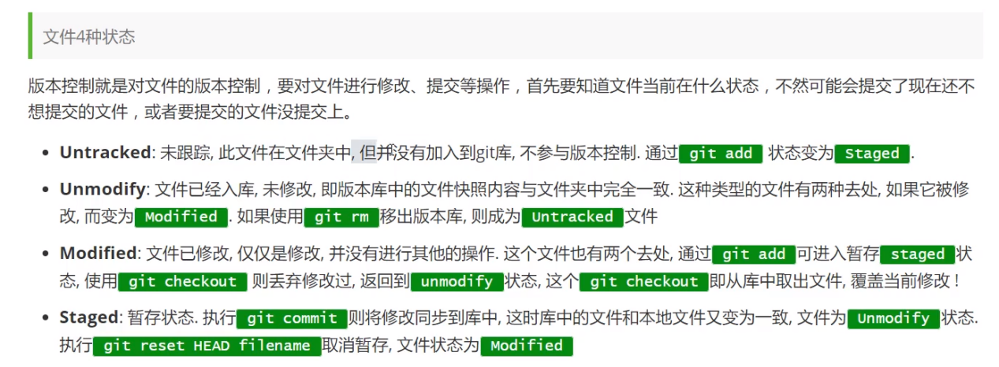 文件4种状态
版本控制就是对文件的版本控制，要对文件进行修改、提交等操作，首先要知道文件当前在什么状态，不然可能会提交了现在还不
想提交的文件，或者要提交的文件没提交上。
• Untracked: 未跟踪, 此文件在文件夹中, 但并没有加入到git库, 不参与版本控制. 通过 git add 状态变为 Staged .
• Unmodify: 文件已经入库, 未修改, 即版本库中的文件快照内容与文件夹中完全一致. 这种类型的文件有两种去处, 如果它被修
改, 而变为 Modified . 如果使用 git rm 移出版本库, 则成为 Untracked 文件
• Modified: 文件已修改, 仅仅是修改, 并没有进行其他的操作. 这个文件也有两个去处, 通过 git add 可进入暂存 staged 状
态, 使用 git checkout 则丢弃修改过, 返回到 unmodify 状态, 这个 git checkout 即从库中取出文件, 覆盖当前修改！
• Staged: 暂存状态. 执行 git commit 则将修改同步到库中, 这时库中的文件和本地文件又变为一致, 文件为 Unmodify 状态.
执行 git reset HEAD filename 取消暂存, 文件状态为 Modified